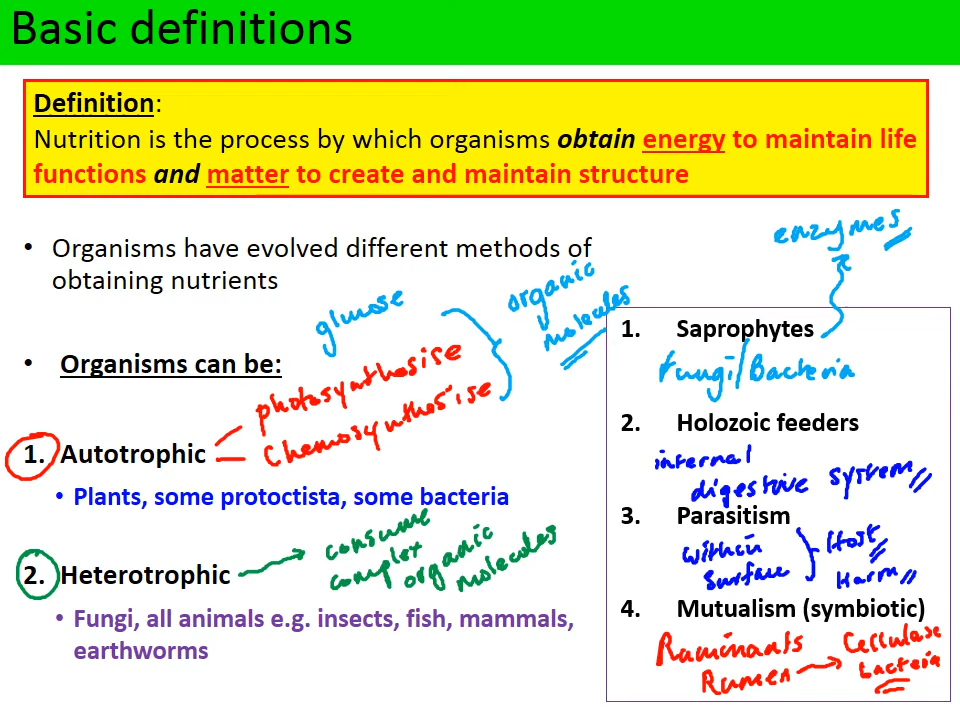 Basic definitions
Definition:
Nutrition is the process by which organisms obtain energy to maintain life
functions and matter to create and maintain structure
• Organisms have evolved different methods of
obtaining nutrients
glucose
organic
molecules
• Organisms can be:
photosynthesise
Chemosynthesise
1. Autotrophic
• Plants, some protoctista, some bacteria
2. Heterotrophic
consume
complex organic
molecules
• Fungi, all animals e.g. insects, fish, mammals,
earthworms
enzymes
1. Saprophytes
Fungi/Bacteria
2. Holozoic feeders
internal
digestive system
3. Parasitism
within
surface
Host
Harm
4. Mutualism (symbiotic)
Ruminants
Rumen
Cellulase
bacteria